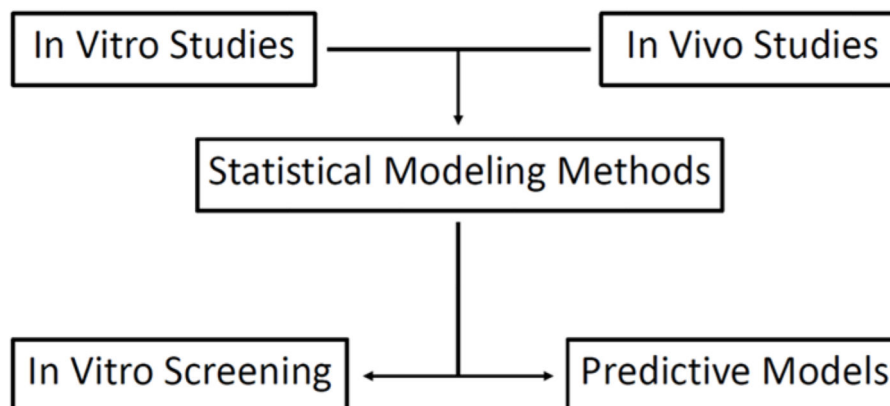 In Vitro Studies
In Vivo Studies
Statistical Modeling Methods
In Vitro Screening
Predictive Models